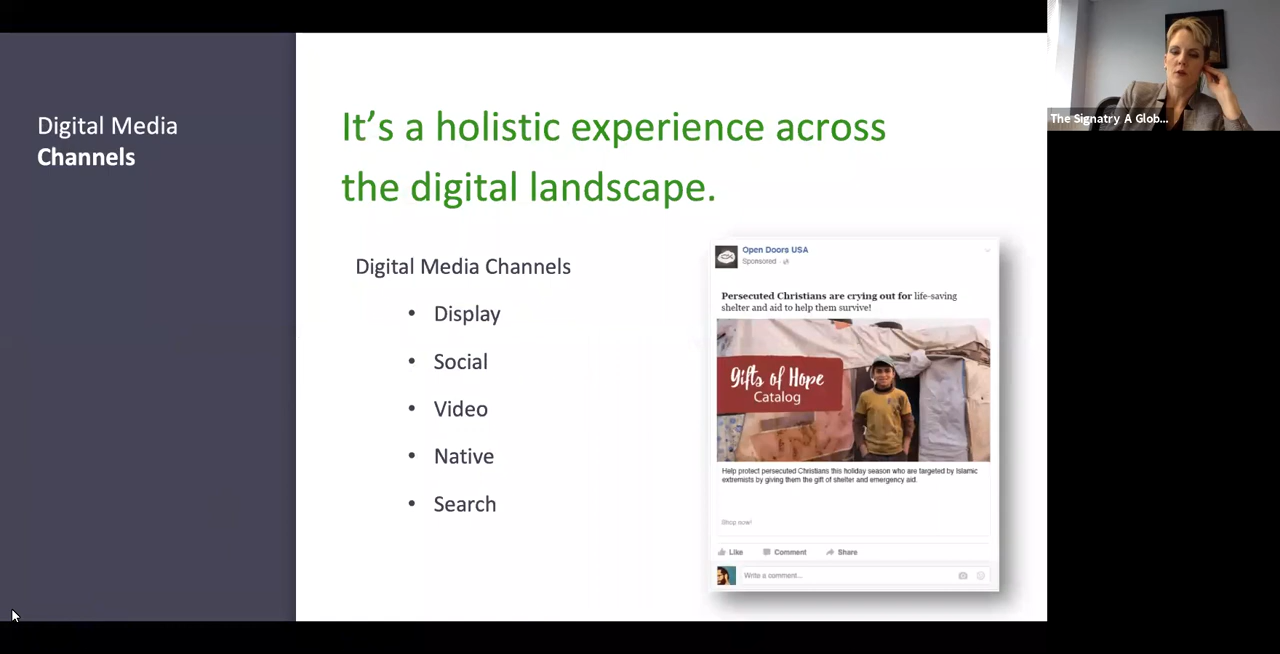 Digital Media
Channels
It's a holistic experience across
the digital landscape.
Digital Media Channels
• Display
• Social
• Video
• Native
• Search
Open Doors USA
Sponsored
Persecuted Christians are crying out for life-saving
shelter and aid to help them survive!
Gifts of Hope
Catalog
Help protect persecuted Christians this holiday season who are targeted by Islamic
extremists by giving them the gift of shelter and emergency aid.
Shop now!
Like Comment Share
Write a comment...
The Signatry A Glob...